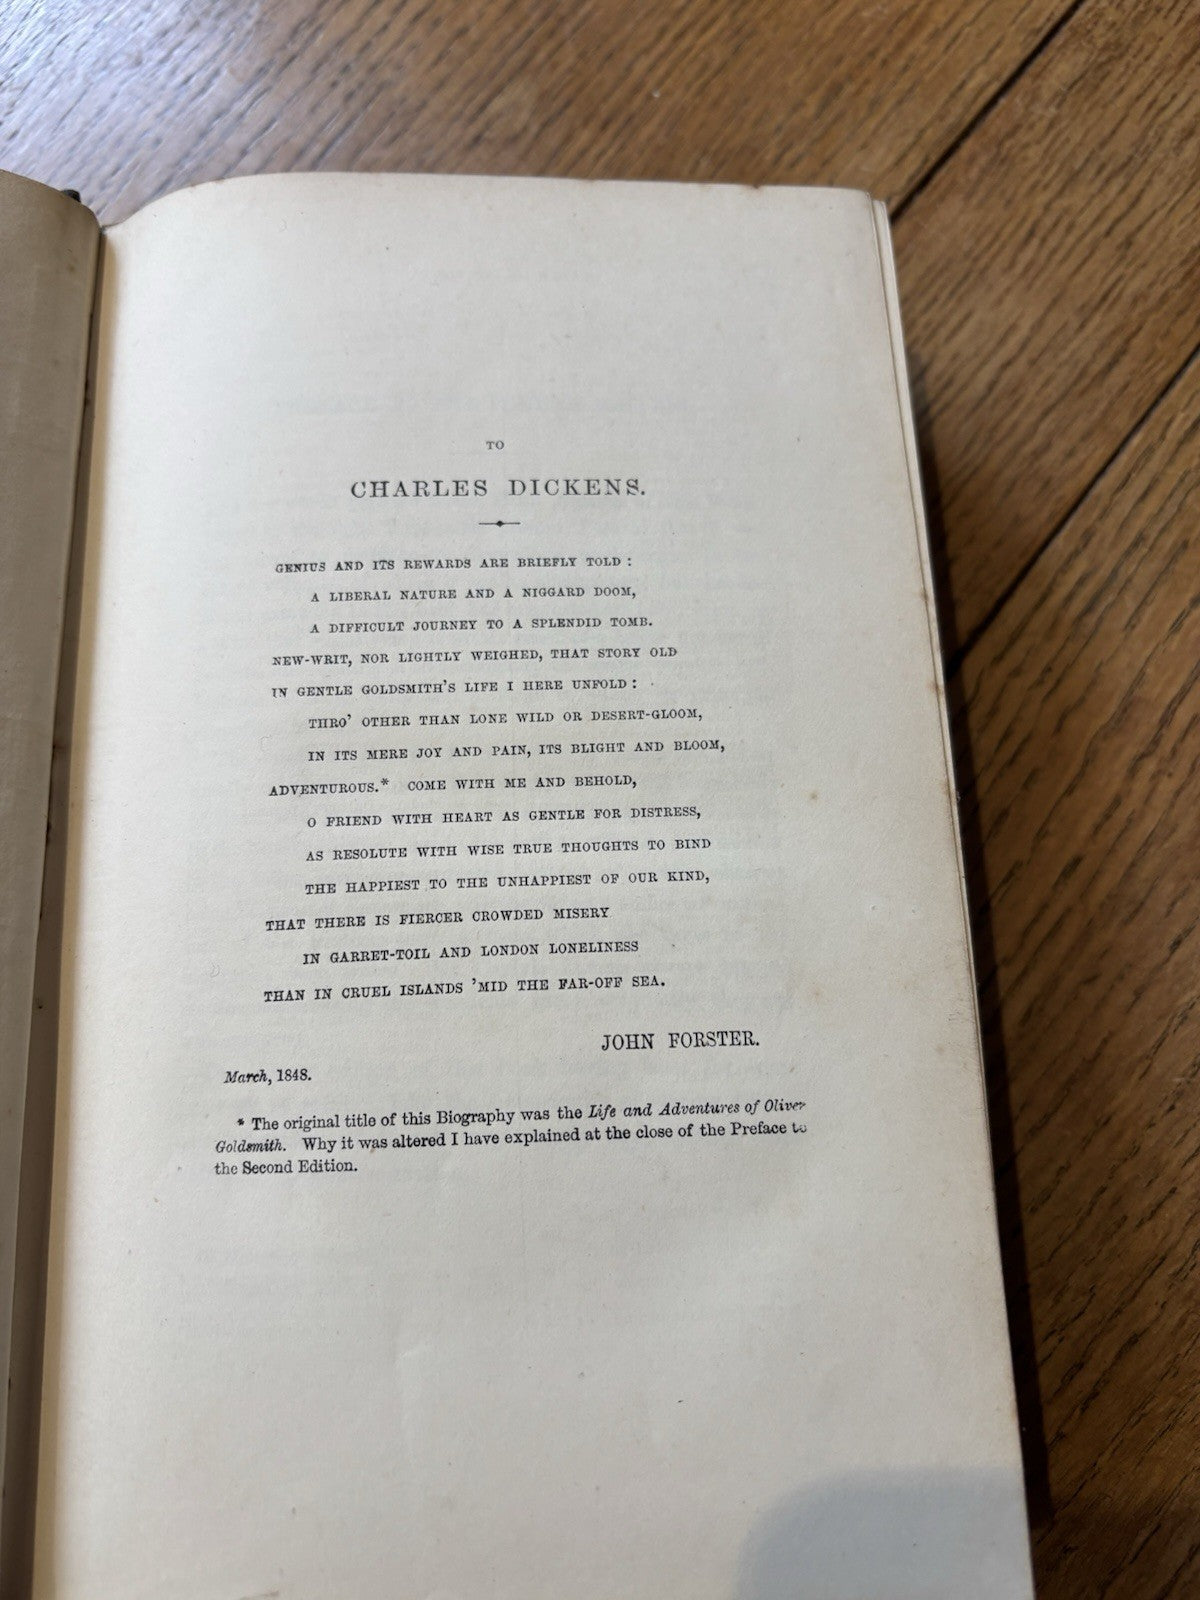 TO
CHARLES DICKENS.
GENIUS AND ITS REWARDS ARE BRIEFLY TOLD :
A LIBERAL NATURE AND A NIGGARD DOOM,
A DIFFICULT JOURNEY TO A SPLENDID TOMB.
NEW-WRIT, NOR LIGHTLY WEIGHED, THAT STORY OLD
IN GENTLE GOLDSMITH'S LIFE I HERE UNFOLD :
THRO' OTHER THAN LONE WILD OR DESERT-GLOOM,
IN ITS MERE JOY AND PAIN, ITS BLIGHT AND BLOOM,
ADVENTUROUS.* COME WITH ME AND BEHOLD,
O FRIEND WITH HEART AS GENTLE FOR DISTRESS,
AS RESOLUTE WITH WISE TRUE THOUGHTS TO BIND
THE HAPPIEST TO THE UNHAPPIEST OF OUR KIND,
THAT THERE IS FIERCER CROWDED MISERY
IN GARRET-TOIL AND LONDON LONELINESS
THAN IN CRUEL ISLANDS 'MID THE FAR-OFF SEA.
JOHN FORSTER.
March, 1848.
* The original title of this Biography was the Life and Adventures of Oliver
Goldsmith. Why it was altered I have explained at the close of the Preface to
the Second Edition.